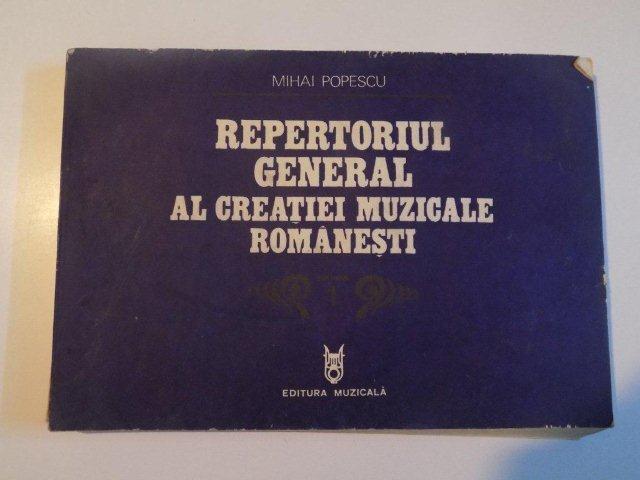 MIHAI POPESCU
REPERTORIUL
GENERAL
AL CREAȚIEI MUZICALE
ROMÂNEȘTI
EDITURA MUZICALĂ